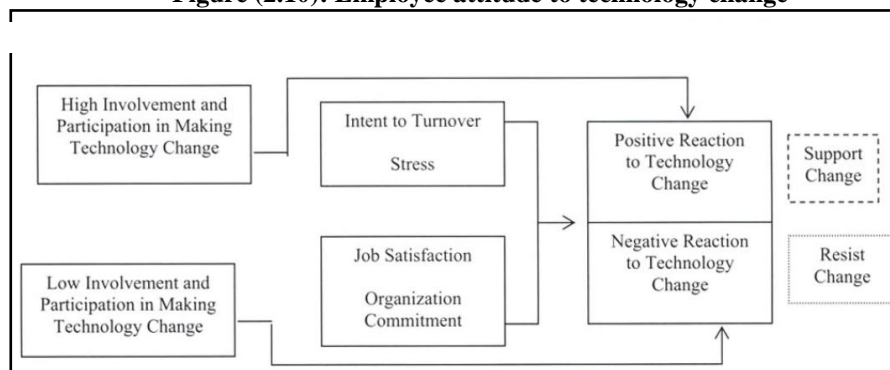 Figure (2.10): Employee attitude to technology change
High Involvement and
Participation in Making
Technology Change
Intent to Turnover
Stress
Positive Reaction
to Technology
Change
Support
Change
Low Involvement and
Participation in Making
Technology Change
Job Satisfaction
Organization
Commitment
Negative Reaction
to Technology
Change
Resist
Change